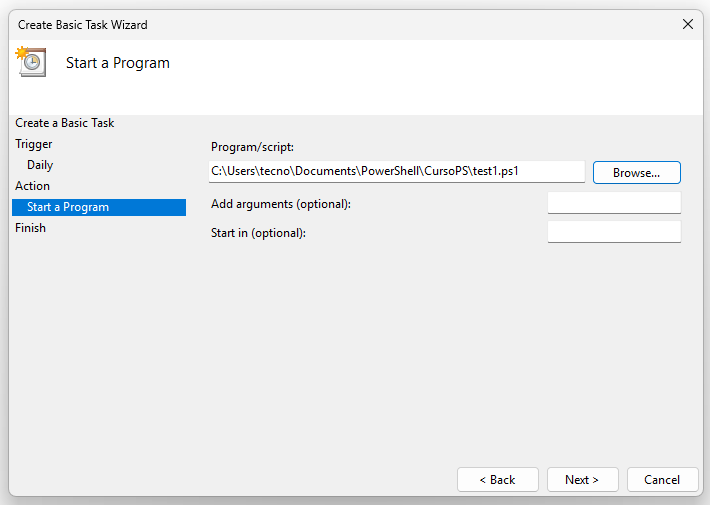 Create Basic Task Wizard
Start a Program
Create a Basic Task
Trigger
Daily
Action
Start a Program
Finish
Program/script:
C:\Users\tecno\Documents\PowerShell\CursoPS\test1.ps1
Browse...
Add arguments (optional):
Start in (optional):
< Back
Next >
Cancel